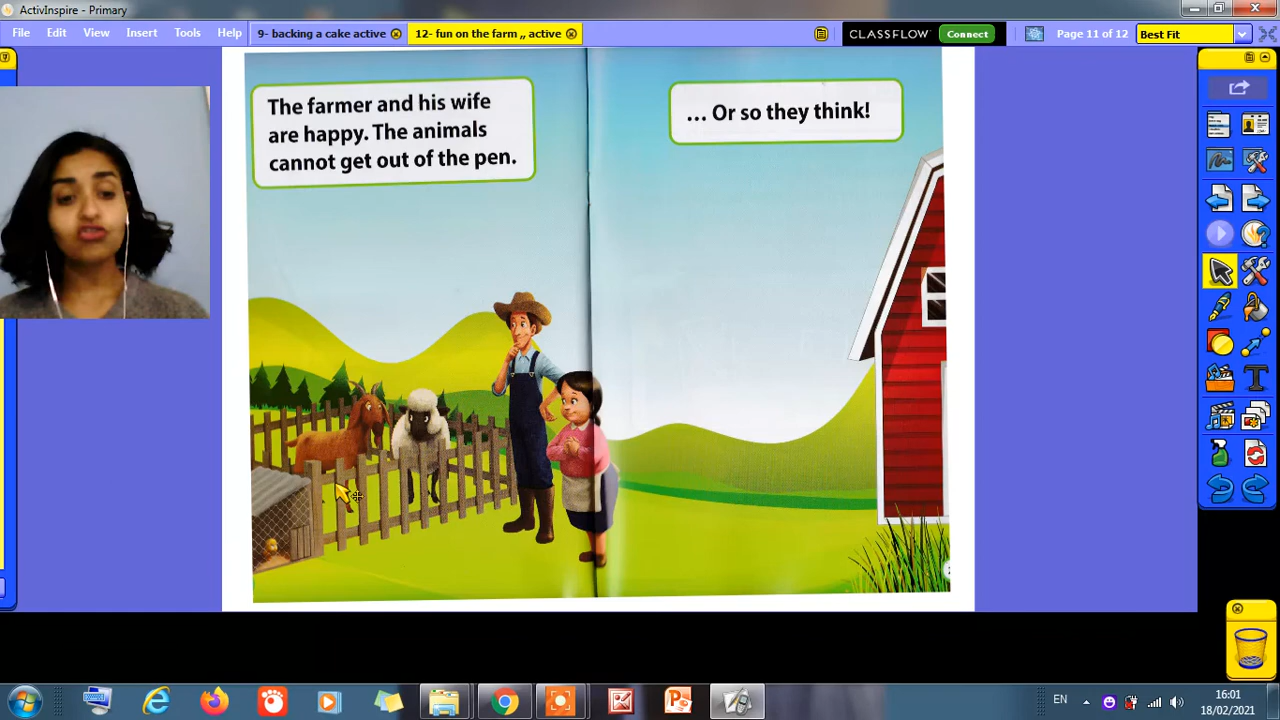 ActivInspire - Primary
File Edit View Insert Tools Help
9- backing a cake active
12- fun on the farm ,, active
CLASSFLOW Connect
Page 11 of 12
Best Fit
The farmer and his wife
are happy. The animals
cannot get out of the pen.
... Or so they think!
EN
16:01
18/02/2021